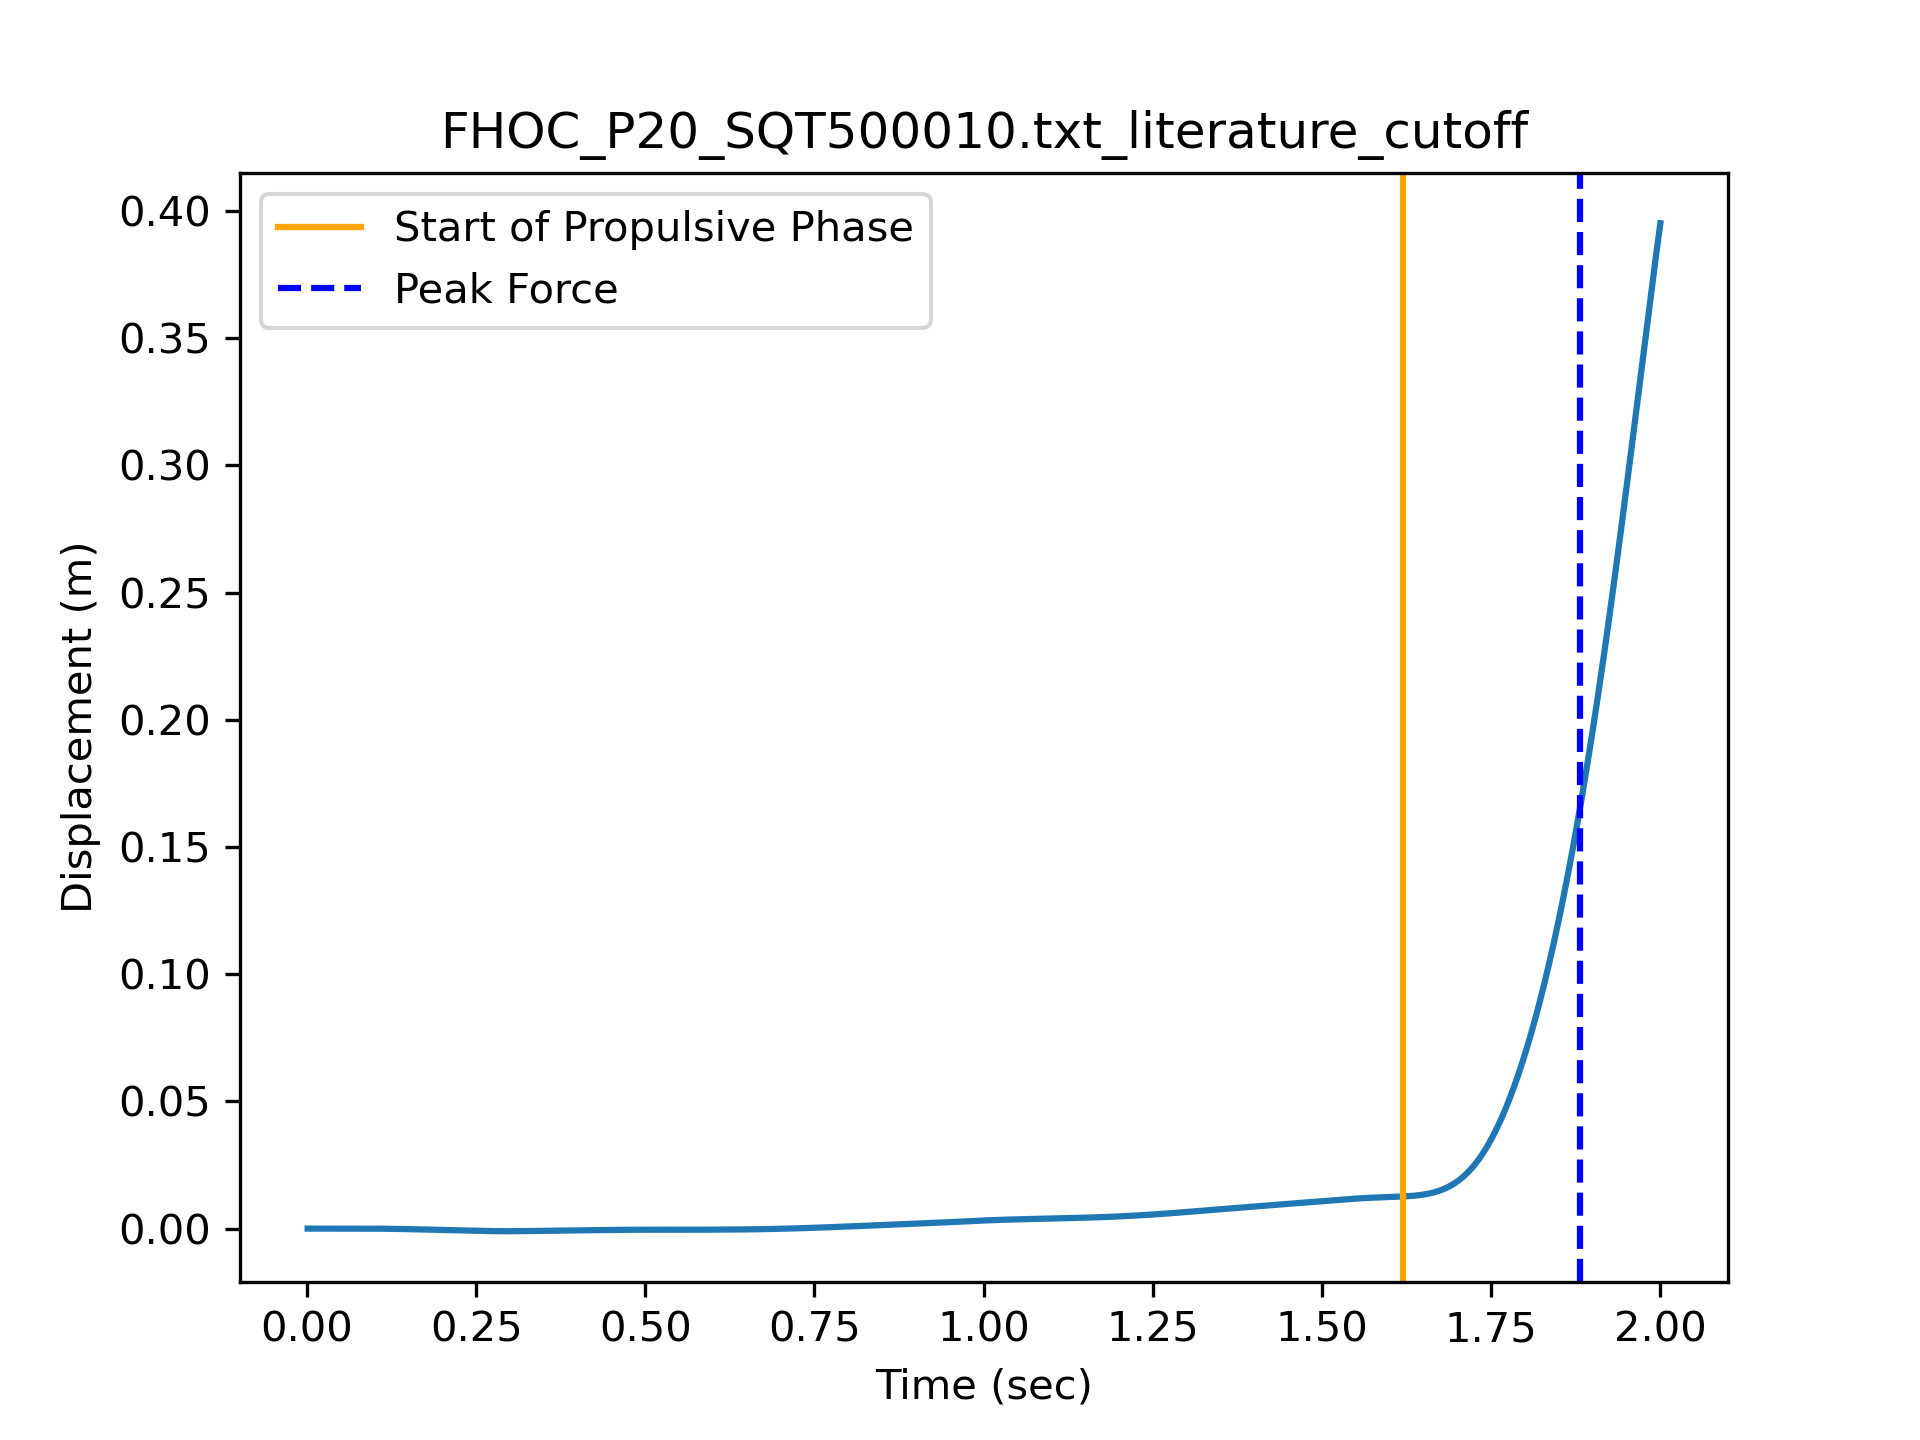 FHOC_P20_SQT500010.txt_literature_cutoff
Start of Propulsive Phase
Peak Force
0.40
0.35
0.30
0.25
0.20
0.15
0.10
0.05
0.00
Displacement (m)
0.00 0.25 0.50 0.75 1.00 1.25 1.50 1.75 2.00
Time (sec)